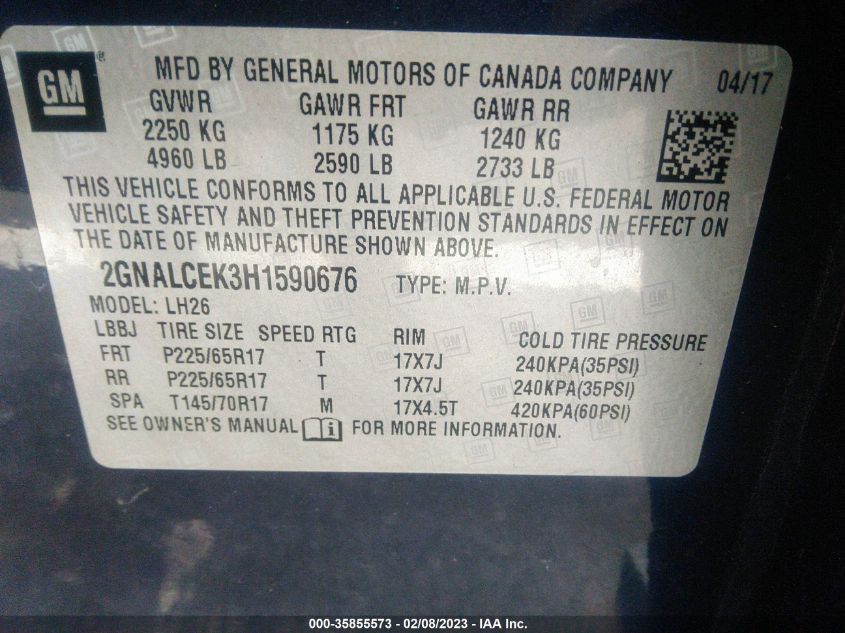 GM ® MFD BY GENERAL MOTORS OF CANADA COMPANY 04/17
GVWR GAWR FRT GAWR RR
2250 KG 1175 KG 1240 KG
4960 LB 2590 LB 2733 LB
THIS VEHICLE CONFORMS TO ALL APPLICABLE U.S. FEDERAL MOTOR
VEHICLE SAFETY AND THEFT PREVENTION STANDARDS IN EFFECT ON
THE DATE OF MANUFACTURE SHOWN ABOVE.
2GNALCEK3H1590676 TYPE: M.P.V.
MODEL: LH26
LBBJ TIRE SIZE SPEED RTG RIM COLD TIRE PRESSURE
FRT P225/65R17 T 17X7J 240KPA(35PSI)
RR P225/65R17 T 17X7J 240KPA(35PSI)
SPA T145/70R17 M 17X4.5T 420KPA(60PSI)
SEE OWNER'S MANUAL i FOR MORE INFORMATION.
000-35855573 - 02/08/2023 - IAA Inc.